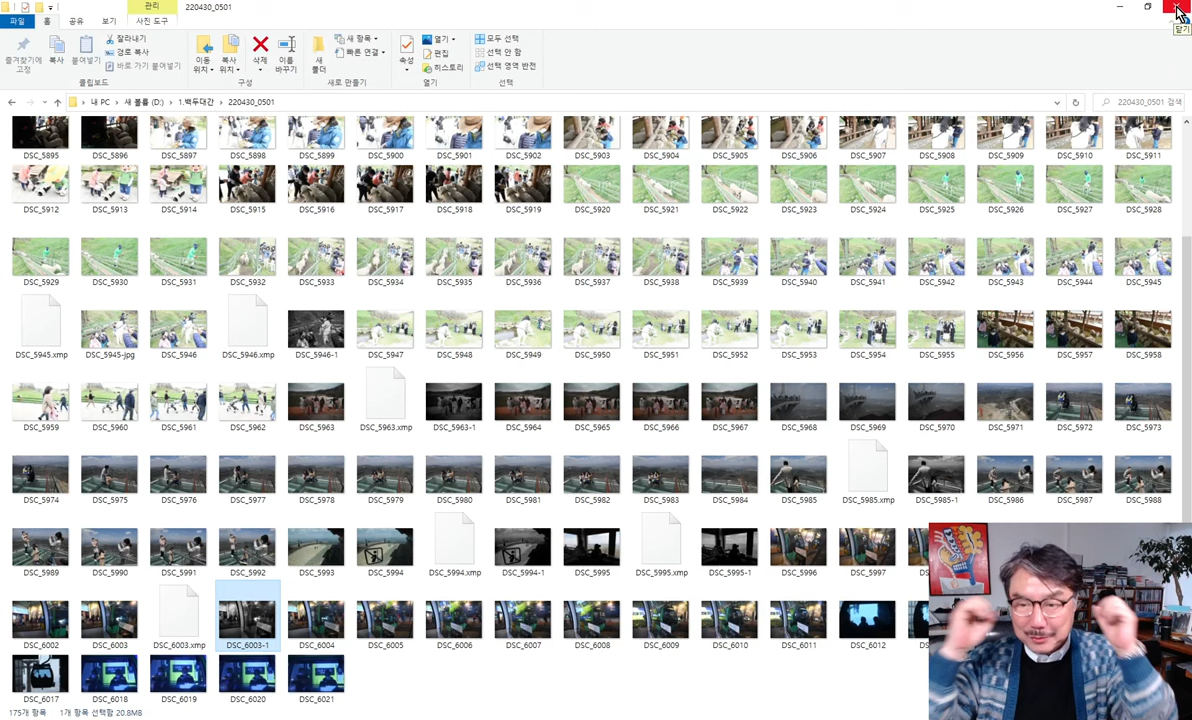 관리
220430_0501
파일
홈
공유
보기
사진 도구
닫기
즐겨찾기에
고정
복사
붙여넣기
잘라내기
경로 복사
바로 가기 붙여넣기
클립보드
이동
위치
복사
위치
삭제
이름
바꾸기
구성
새
폴더
새 항목
빠른 연결
새로 만들기
속성
열기
편집
히스토리
열기
모두 선택
선택 안 함
선택 영역 반전
선택
내 PC
새 볼륨 (D:)
1.백두대간
220430_0501
220430_0501 검색
DSC_5895 DSC_5896 DSC_5897 DSC_5898 DSC_5899 DSC_5900 DSC_5901 DSC_5902 DSC_5903 DSC_5904 DSC_5905 DSC_5906 DSC_5907 DSC_5908 DSC_5909 DSC_5910 DSC_5911
DSC_5912 DSC_5913 DSC_5914 DSC_5915 DSC_5916 DSC_5917 DSC_5918 DSC_5919 DSC_5920 DSC_5921 DSC_5922 DSC_5923 DSC_5924 DSC_5925 DSC_5926 DSC_5927 DSC_5928
DSC_5929 DSC_5930 DSC_5931 DSC_5932 DSC_5933 DSC_5934 DSC_5935 DSC_5936 DSC_5937 DSC_5938 DSC_5939 DSC_5940 DSC_5941 DSC_5942 DSC_5943 DSC_5944 DSC_5945
DSC_5945.xmp DSC_5945-jpg DSC_5946 DSC_5946.xmp DSC_5946-1 DSC_5947 DSC_5948 DSC_5949 DSC_5950 DSC_5951 DSC_5952 DSC_5953 DSC_5954 DSC_5955 DSC_5956 DSC_5957 DSC_5958
DSC_5959 DSC_5960 DSC_5961 DSC_5962 DSC_5963 DSC_5963.xmp DSC_5963-1 DSC_5964 DSC_5965 DSC_5966 DSC_5967 DSC_5968 DSC_5969 DSC_5970 DSC_5971 DSC_5972 DSC_5973
DSC_5974 DSC_5975 DSC_5976 DSC_5977 DSC_5978 DSC_5979 DSC_5980 DSC_5981 DSC_5982 DSC_5983 DSC_5984 DSC_5985 DSC_5985.xmp DSC_5985-1 DSC_5986 DSC_5987 DSC_5988
DSC_5989 DSC_5990 DSC_5991 DSC_5992 DSC_5993 DSC_5994 DSC_5994.xmp DSC_5994-1 DSC_5995 DSC_5995.xmp DSC_5995-1 DSC_5996 DSC_5997
DSC_6002 DSC_6003 DSC_6003.xmp DSC_6003-1 DSC_6004 DSC_6005 DSC_6006 DSC_6007 DSC_6008 DSC_6009 DSC_6010 DSC_6011 DSC_6012
DSC_6017 DSC_6018 DSC_6019 DSC_6020 DSC_6021
175개 항목 1개 항목 선택함 20.8MB